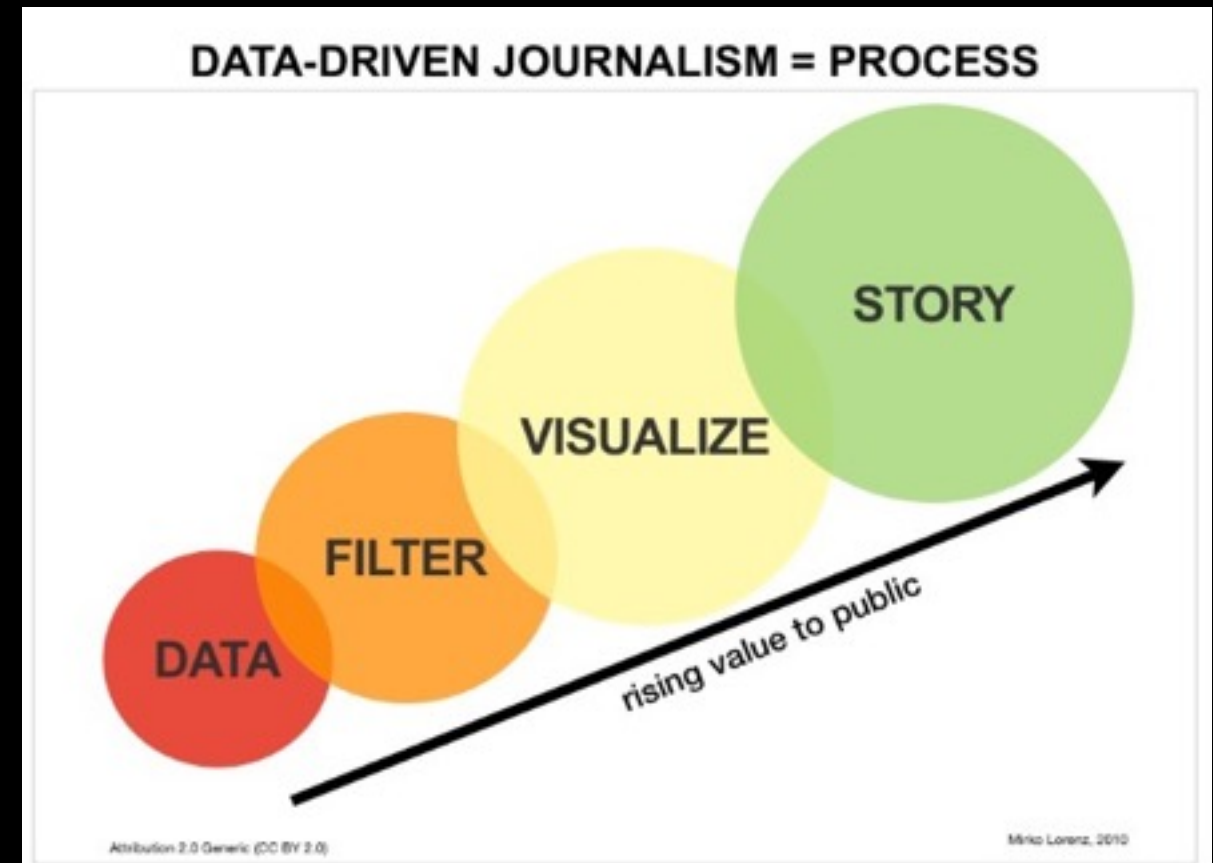 DATA-DRIVEN JOURNALISM = PROCESS
STORY
VISUALIZE
FILTER
DATA
rising value to public
Attribution 2.0 Generic (CC BY 2.0)
Mirko Lorenz, 2010